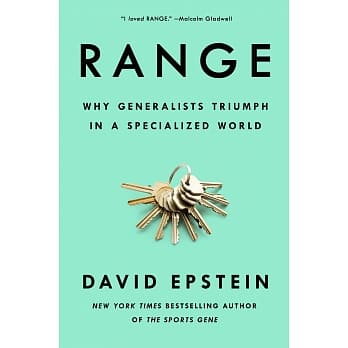 "I loved RANGE." —Malcolm Gladwell
RANGE
WHY GENERALISTS TRIUMPH
IN A SPECIALIZED WORLD
DAVID EPSTEIN
NEW YORK TIMES BESTSELLING AUTHOR
OF THE SPORTS GENE